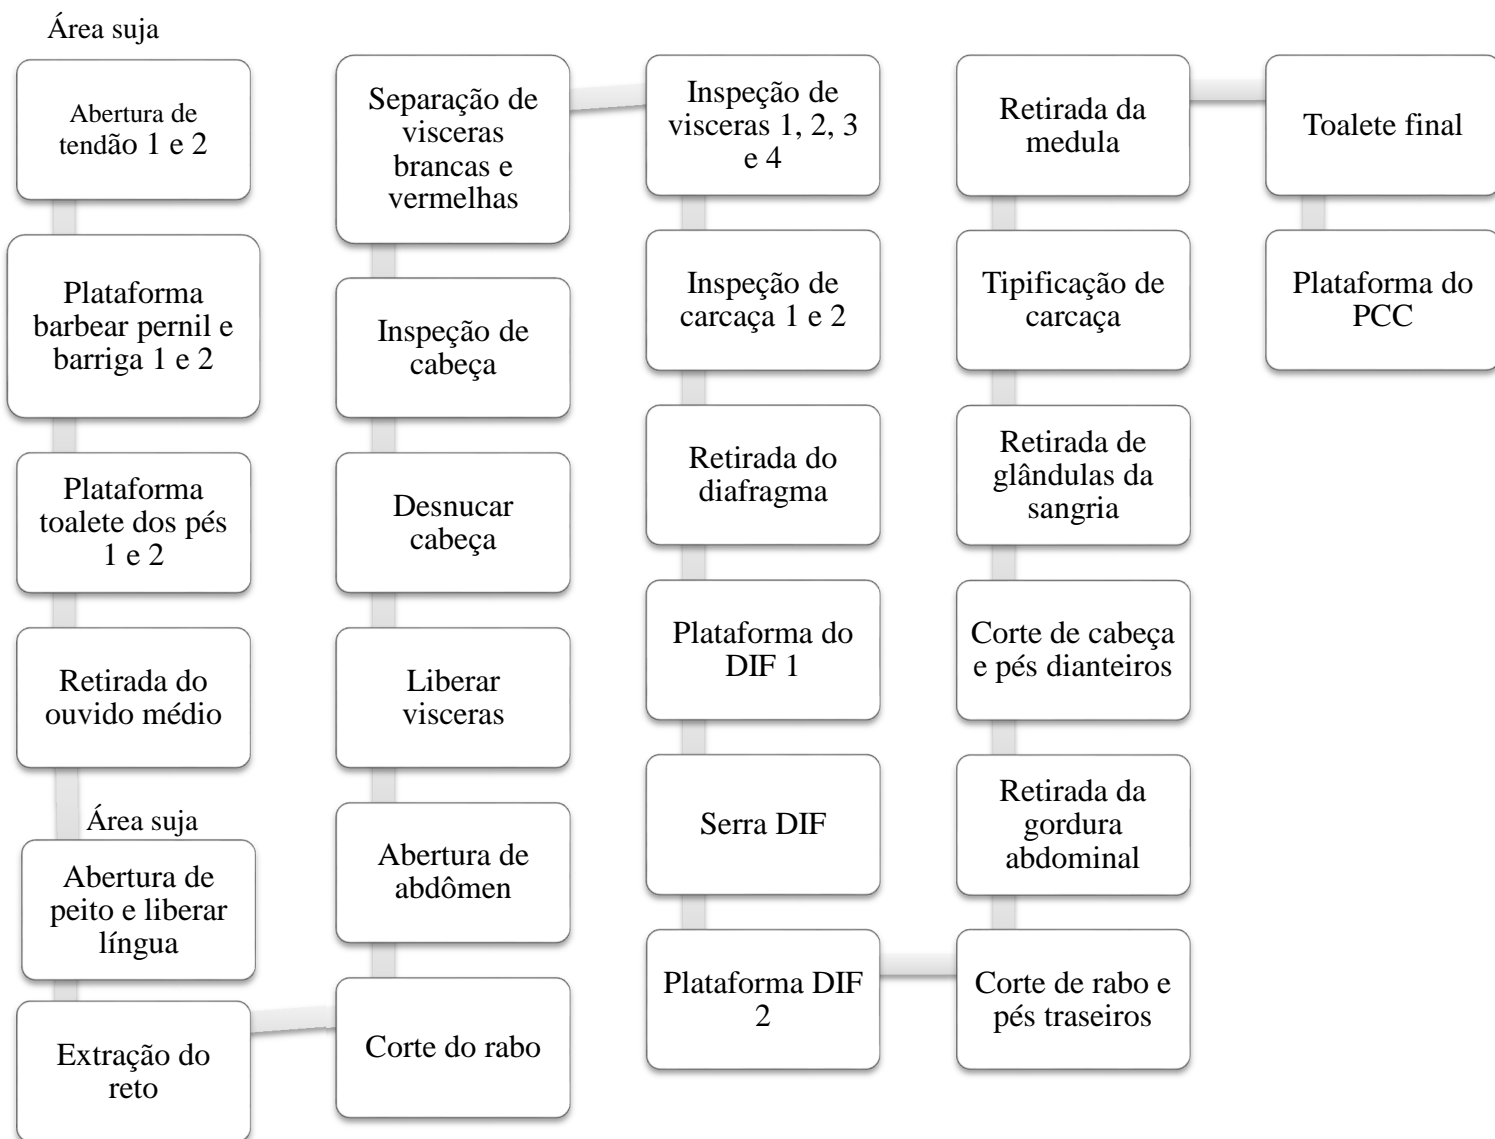 Área suja
Abertura de
tendão 1 e 2
Plataforma
barbear pernil e
barriga 1 e 2
Plataforma
toalete dos pés
1 e 2
Retirada do
ouvido médio
Área suja
Abertura de
peito e liberar
língua
Extração do
reto
Corte do rabo
Abertura de
abdômen
Liberar
visceras
Desnucar
cabeça
Inspeção de
cabeça
Separação de
visceras
brancas e
vermelhas
Inspeção de
visceras 1, 2, 3
e 4
Inspeção de
carcaça 1 e 2
Retirada do
diafragma
Plataforma do
DIF 1
Serra DIF
Plataforma DIF
2
Corte de rabo e
pés traseiros
Retirada da
gordura
abdominal
Corte de cabeça
e pés dianteiros
Retirada de
glândulas da
sangria
Tipificação de
carcaça
Retirada da
medula
Toalete final
Plataforma do
PCC